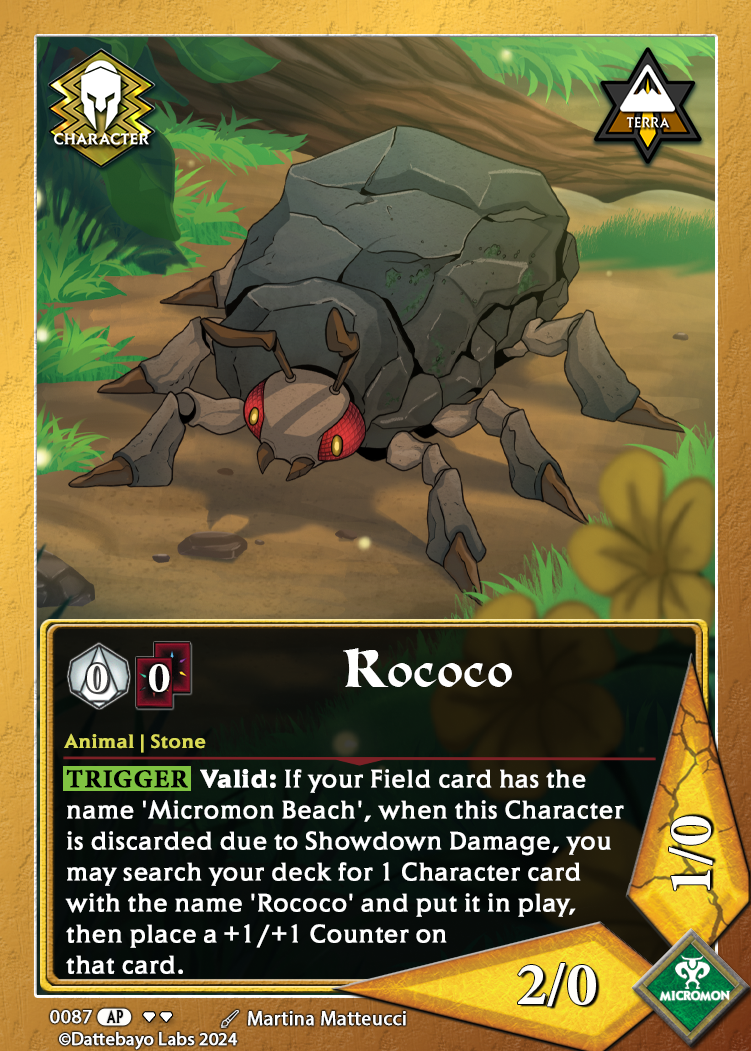 CHARACTER
TERRA
0
0
Rococo
Animal | Stone
TRIGGER Valid: If your Field card has the
name 'Micromon Beach', when this Character
is discarded due to Showdown Damage, you
may search your deck for 1 Character card
with the name 'Rococo' and put it in play,
then place a +1/+1 Counter on
that card.
1/0
2/0
MICROMON
0087 AP Martina Matteucci
©Dattebayo Labs 2024